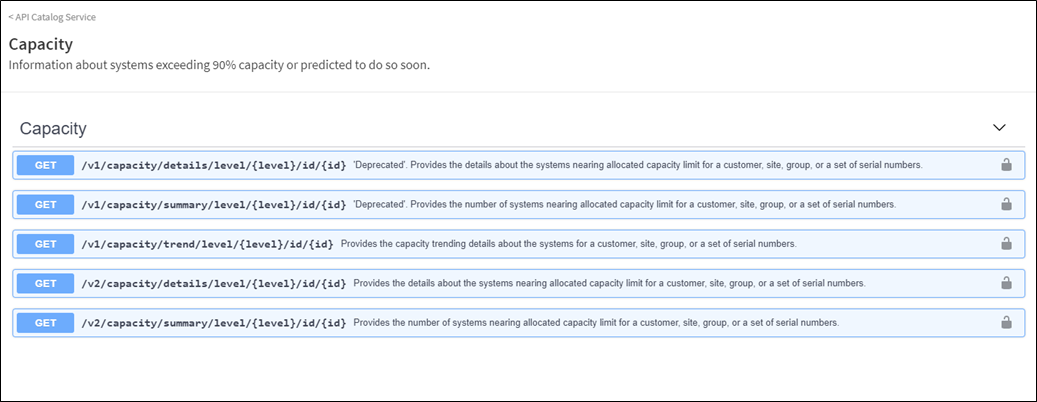 < API Catalog Service
Capacity
Information about systems exceeding 90% capacity or predicted to do so soon.
Capacity
GET /v1/capacity/details/level/{level}/id/{id} 'Deprecated'. Provides the details about the systems nearing allocated capacity limit for a customer, site, group, or a set of serial numbers.
GET /v1/capacity/summary/level/{level}/id/{id} 'Deprecated'. Provides the number of systems nearing allocated capacity limit for a customer, site, group, or a set of serial numbers.
GET /v1/capacity/trend/level/{level}/id/{id} Provides the capacity trending details about the systems for a customer, site, group, or a set of serial numbers.
GET /v2/capacity/details/level/{level}/id/{id} Provides the details about the systems nearing allocated capacity limit for a customer, site, group, or a set of serial numbers.
GET /v2/capacity/summary/level/{level}/id/{id} Provides the number of systems nearing allocated capacity limit for a customer, site, group, or a set of serial numbers.